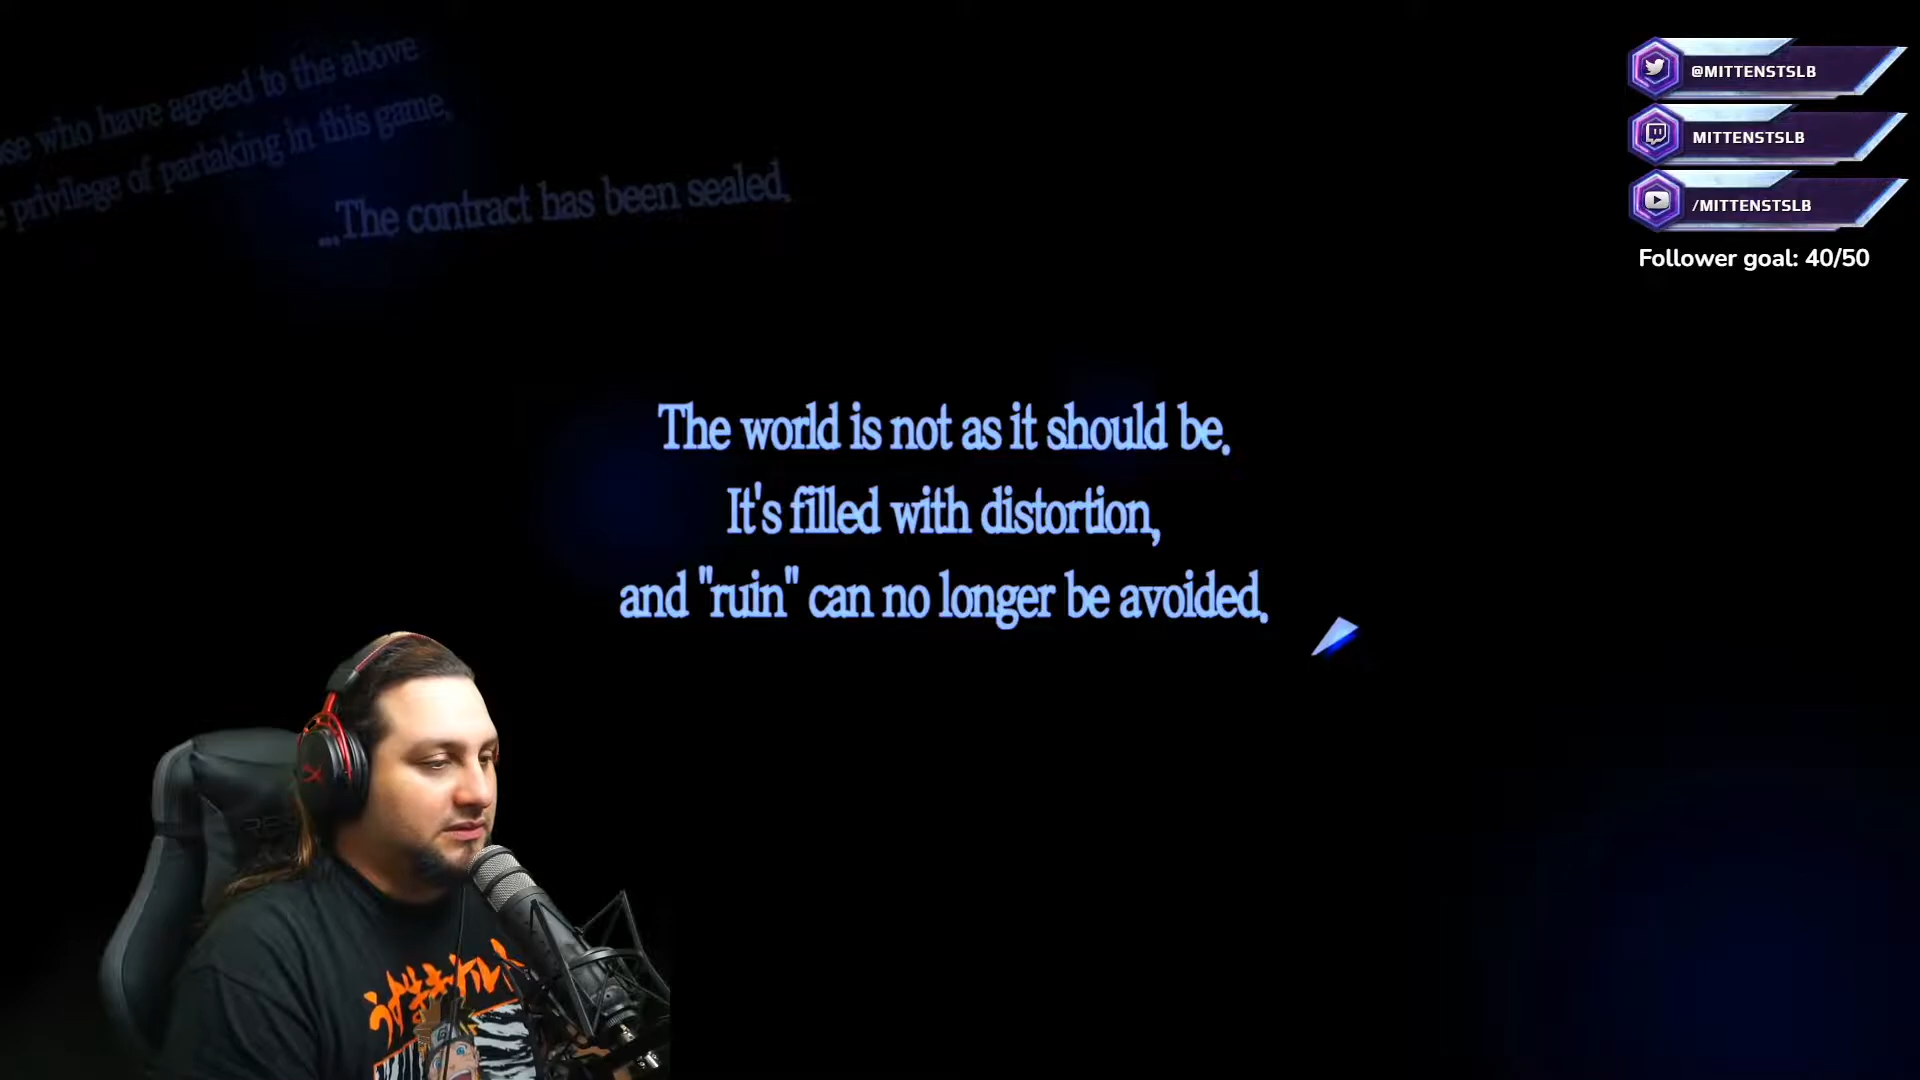 se who have agreed to the above
privilege of partaking in this game,
...The contract has been sealed,
The world is not as it should be.
It's filled with distortion,
and "ruin" can no longer be avoided.
@MITTENSTSLB
MITTENSTSLB
/MITTENSTSLB
Follower goal: 40/50